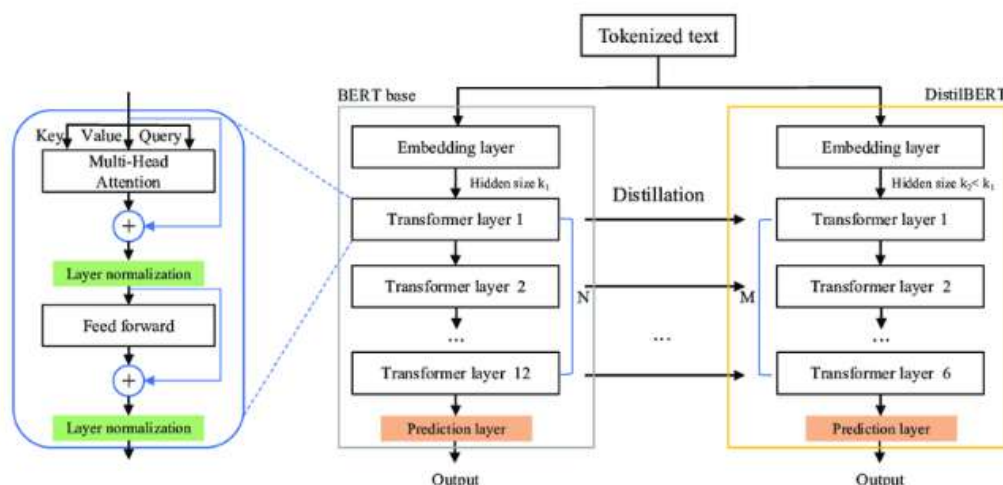 Tokenized text
BERT base
DistilBERT
Key Value Query
Multi-Head
Attention
+
Layer normalization
Feed forward
+
Layer normalization
Embedding layer
Hidden size k₁
Transformer layer 1
Transformer layer 2
...
Transformer layer 12
N
Prediction layer
Output
Distillation
...
Embedding layer
Hidden size k₂< k₁
Transformer layer 1
Transformer layer 2
M
...
Transformer layer 6
Prediction layer
Output